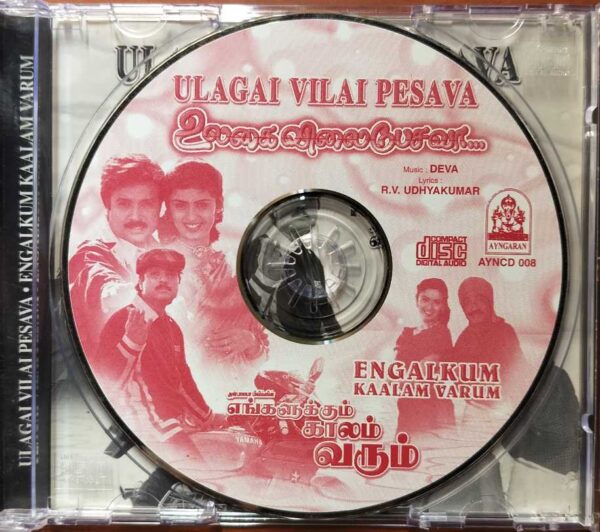 ULAGAI VILAI PESAVA
உலகை விலைபேசவா...
Music : DEVA
Lyrics :
R.V. UDHYAKUMAR
COMPACT
disc
DIGITAL AUDIO
AYNGARAN
AYNCD 008
ENGALKUM
KAALAM VARUM
எங்களுக்கும்
காலம்
வரும்
YAMAHA
ULAGAI VILAI PESAVA • ENGALKUM KAALAM VARUM